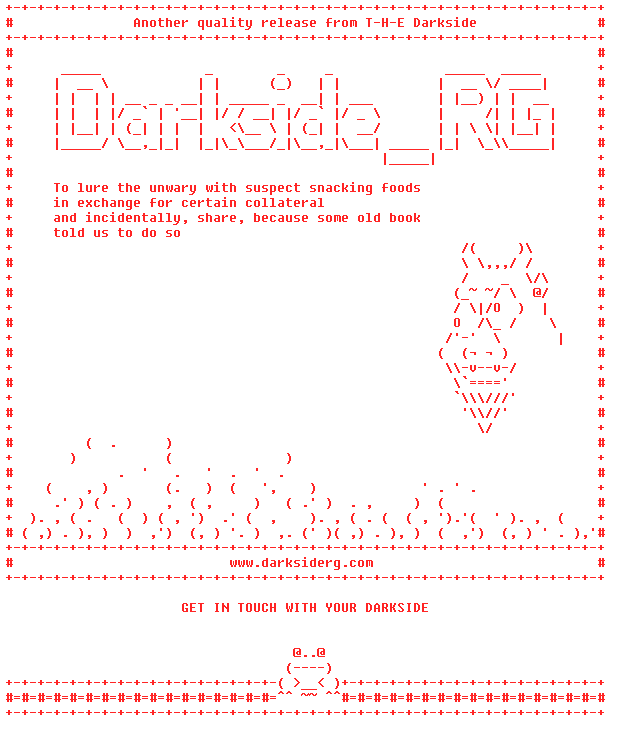 Another quality release from T-H-E Darkside
Darkside_RG
To lure the unwary with suspect snacking foods
in exchange for certain collateral
and incidentally, share, because some old book
told us to do so
www.darksiderg.com
GET IN TOUCH WITH YOUR DARKSIDE